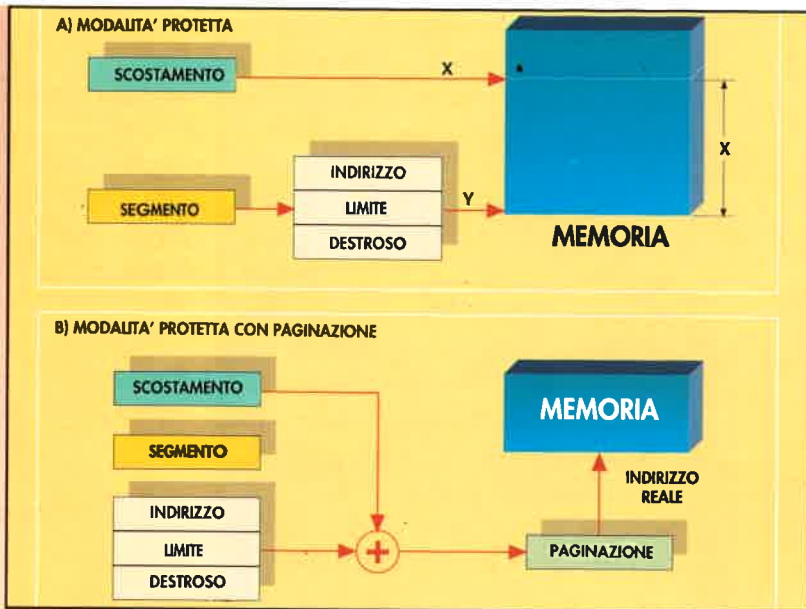 A) MODALITA' PROTETTA
SCOSTAMENTO
X
X
SEGMENTO
INDIRIZZO
LIMITE
DESTROSO
Y
MEMORIA
B) MODALITA' PROTETTA CON PAGINAZIONE
SCOSTAMENTO
SEGMENTO
INDIRIZZO
LIMITE
DESTROSO
+
MEMORIA
INDIRIZZO
REALE
PAGINAZIONE